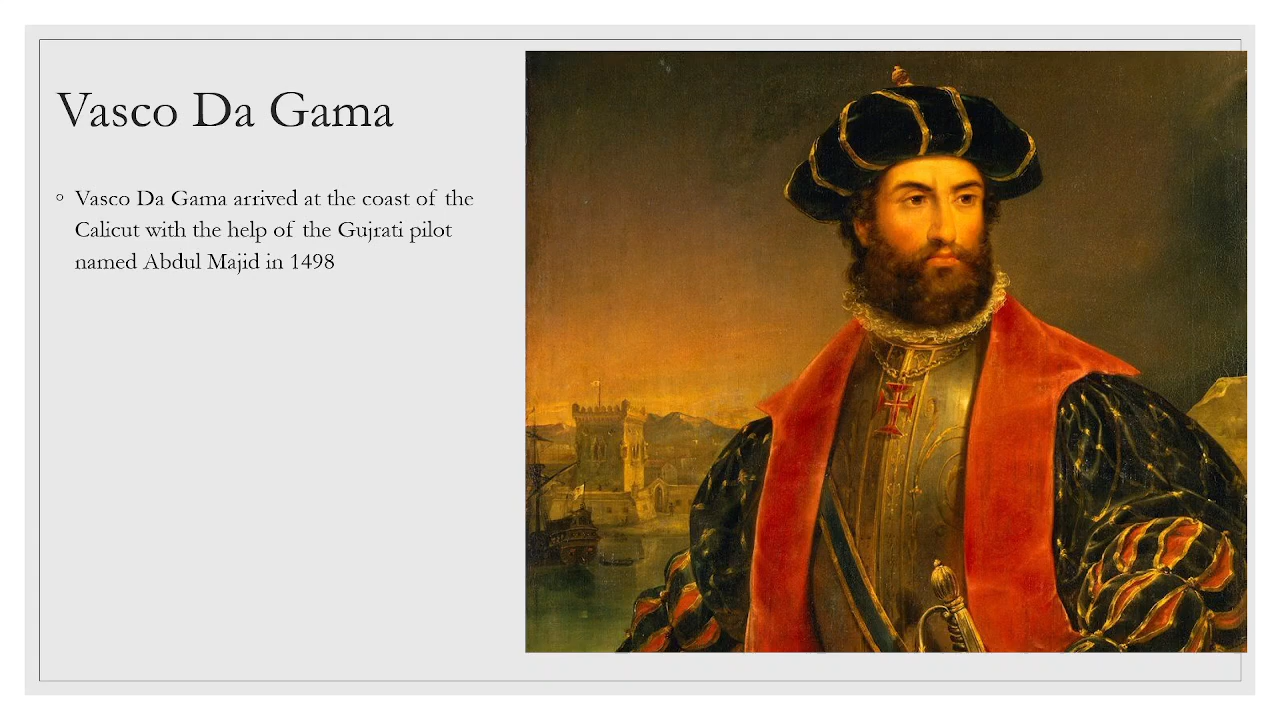 Vasco Da Gama
◦ Vasco Da Gama arrived at the coast of the
Calicut with the help of the Gujrati pilot
named Abdul Majid in 1498